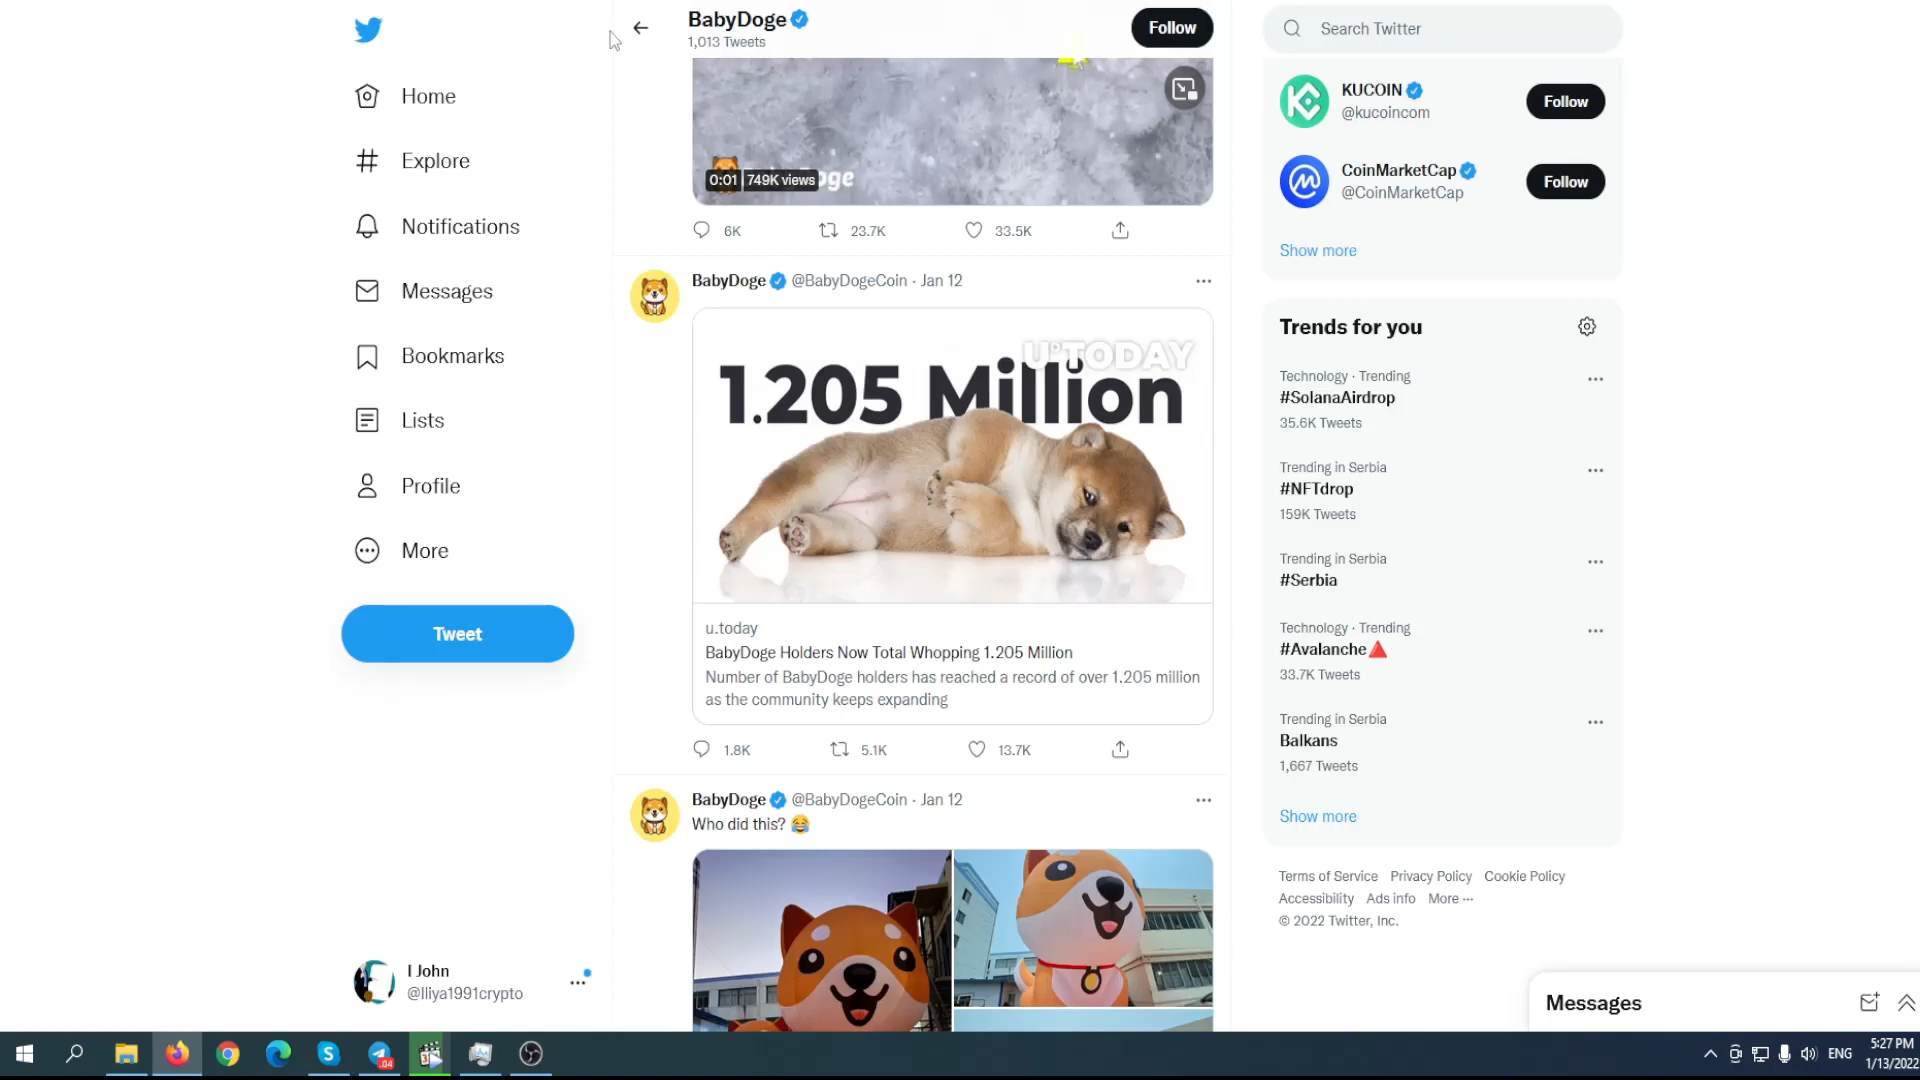 Home
Explore
Notifications
Messages
Bookmarks
Lists
Profile
More
Tweet
I John
@Iliya1991crypto
BabyDoge
1,013 Tweets
Follow
0:01 749K views
6K 23.7K 33.5K
BabyDoge @BabyDogeCoin · Jan 12
U°TODAY
1.205 Million
u.today
BabyDoge Holders Now Total Whopping 1.205 Million
Number of BabyDoge holders has reached a record of over 1.205 million
as the community keeps expanding
1.8K 5.1K 13.7K
BabyDoge @BabyDogeCoin · Jan 12
Who did this? 😂
Search Twitter
KUCOIN
@kucoincom
Follow
CoinMarketCap
@CoinMarketCap
Follow
Show more
Trends for you
Technology · Trending
#SolanaAirdrop
35.6K Tweets
Trending in Serbia
#NFTdrop
159K Tweets
Trending in Serbia
#Serbia
Technology · Trending
#Avalanche🔺
33.7K Tweets
Trending in Serbia
Balkans
1,667 Tweets
Show more
Terms of Service Privacy Policy Cookie Policy
Accessibility Ads info More ···
© 2022 Twitter, Inc.
Messages
ENG
5:27 PM
1/13/2022